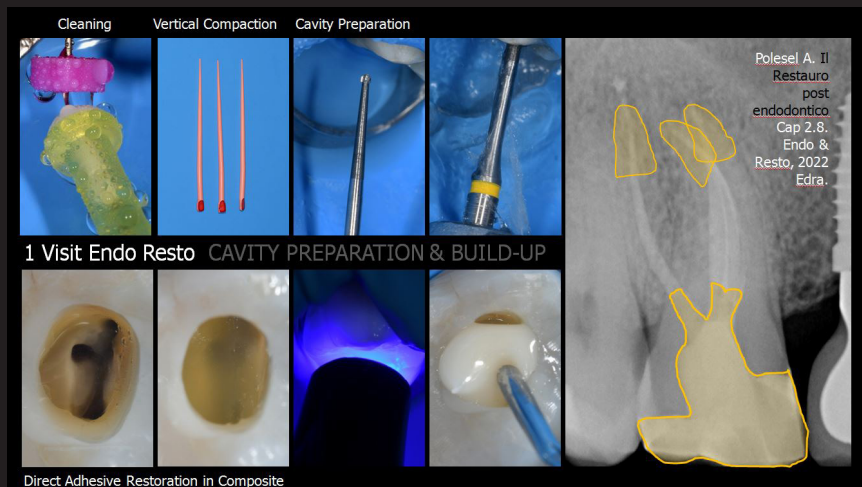 Cleaning
Vertical Compaction
Cavity Preparation
Polesel A. Il
Restauro
post
endodontico
Cap 2.8.
Endo &
Resto, 2022
Edra.
1 Visit Endo Resto CAVITY PREPARATION & BUILD-UP
Direct Adhesive Restoration in Composite